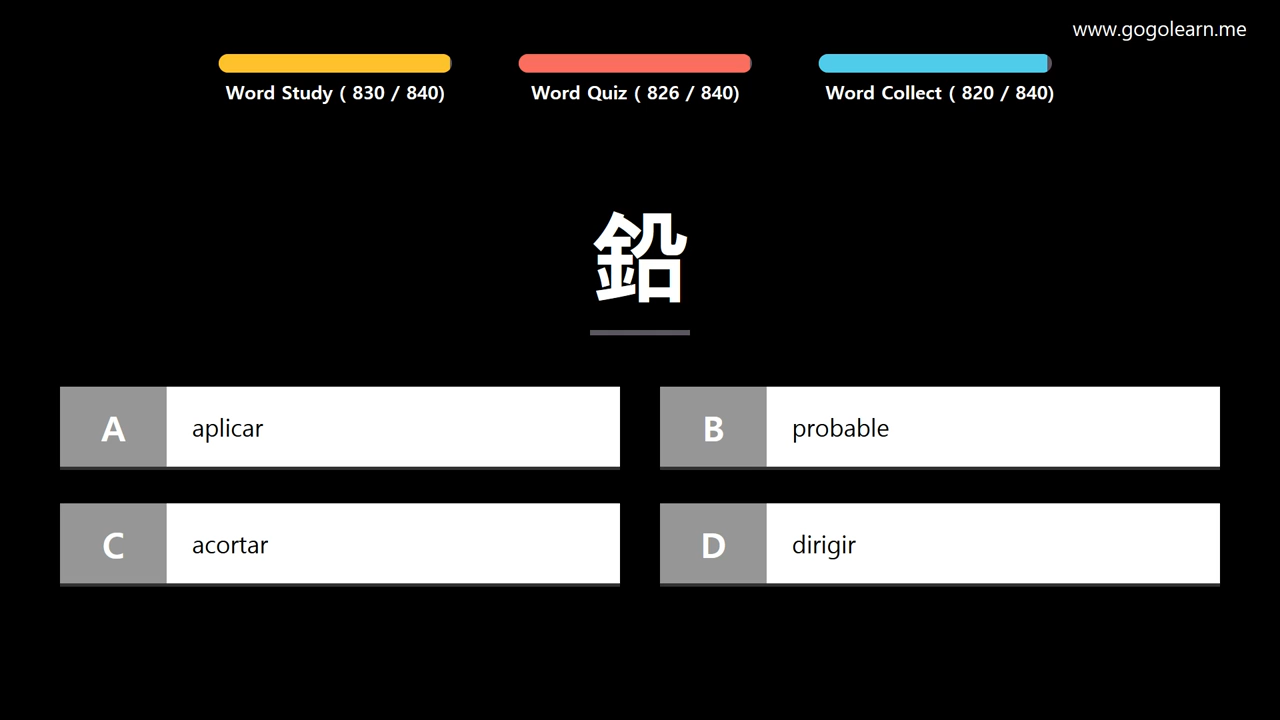 www.gogolearn.me
Word Study ( 830 / 840)
Word Quiz ( 826 / 840)
Word Collect ( 820 / 840)
鉛
A aplicar
B probable
C acortar
D dirigir